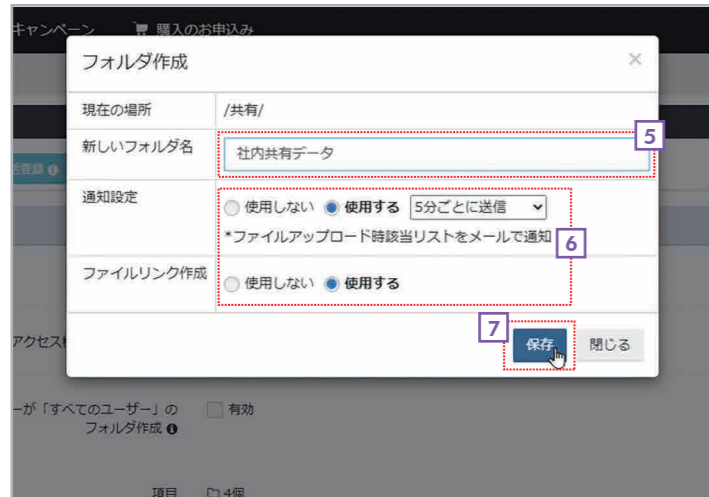 キャンペーン 購入のお申込み
フォルダ作成 ×
現在の場所 /共有/
5
新しいフォルダ名 社内共有データ
通知設定 使用しない 使用する 5分ごとに送信
*ファイルアップロード時該当リストをメールで通知
6
ファイルリンク作成 使用しない 使用する
7
保存 閉じる
アクセス
ーが「すべてのユーザー」の 有効
フォルダ作成
項目 4個